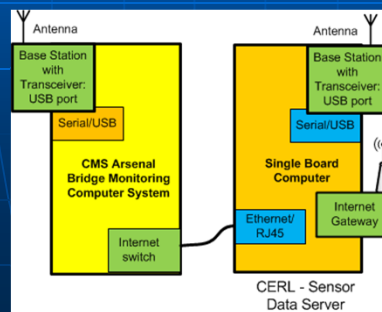 Antenna
Base Station
with
Transceiver:
USB port
Serial/USB
CMS Arsenal
Bridge Monitoring
Computer System
Internet
switch
Antenna
Base Station
with
Transceiver:
USB port
Serial/USB
Single Board
Computer
Internet
Gateway
Ethernet/
RJ45
CERL - Sensor
Data Server